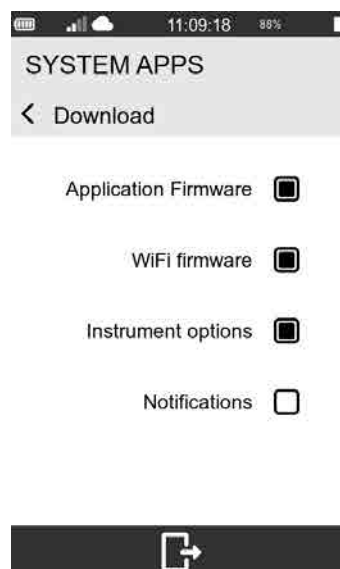 11:09:18 88%
SYSTEM APPS
Download
Application Firmware
WiFi firmware
Instrument options
Notifications